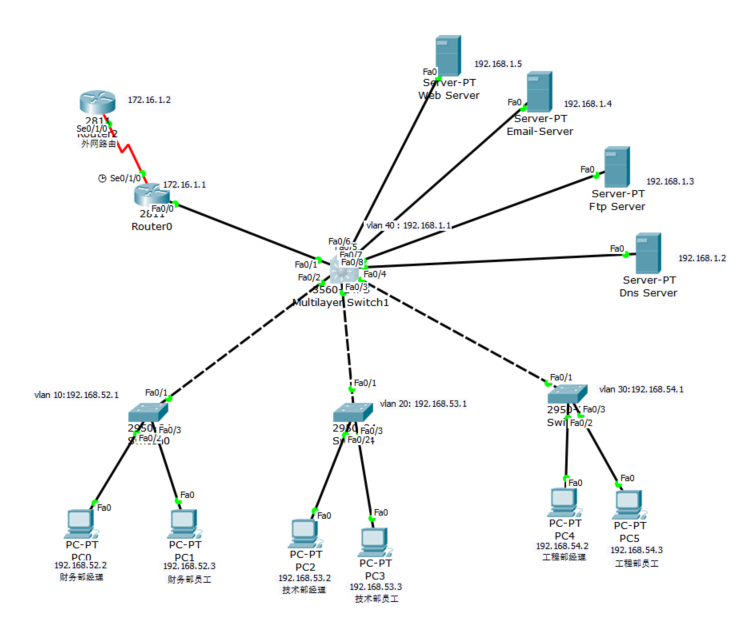 192.168.1.5
Fa0
Server-PT
Web Server
192.168.1.4
Fa0
Server-PT
Email-Server
172.16.1.2
Se0/1/0
外网路由
Se0/1/0
172.16.1.1
Fa0/0
2811
Router0
Fa0
192.168.1.3
Server-PT
Ftp Server
vlan 40 : 192.168.1.1
Fa0/6
Fa0/7
Fa0/8
Fa0/1
Fa0/2
Fa0/4
Fa0/3
Multilayer Switch1
Fa0
192.168.1.2
Server-PT
Dns Server
vlan 10:192.168.52.1
Fa0/1
Fa0/3
Fa0/2
Fa0/1
vlan 20: 192.168.53.1
Fa0/3
Fa0/2
Fa0/1
vlan 30:192.168.54.1
Fa0/3
Fa0/2
Fa0
PC-PT
PC0
192.168.52.2
财务部经理
Fa0
PC-PT
PC1
192.168.52.3
财务部员工
Fa0
PC-PT
PC2
192.168.53.2
技术部经理
Fa0
PC-PT
PC3
192.168.53.3
技术部员工
Fa0
PC-PT
PC4
192.168.54.2
工程部经理
Fa0
PC-PT
PC5
192.168.54.3
工程部员工